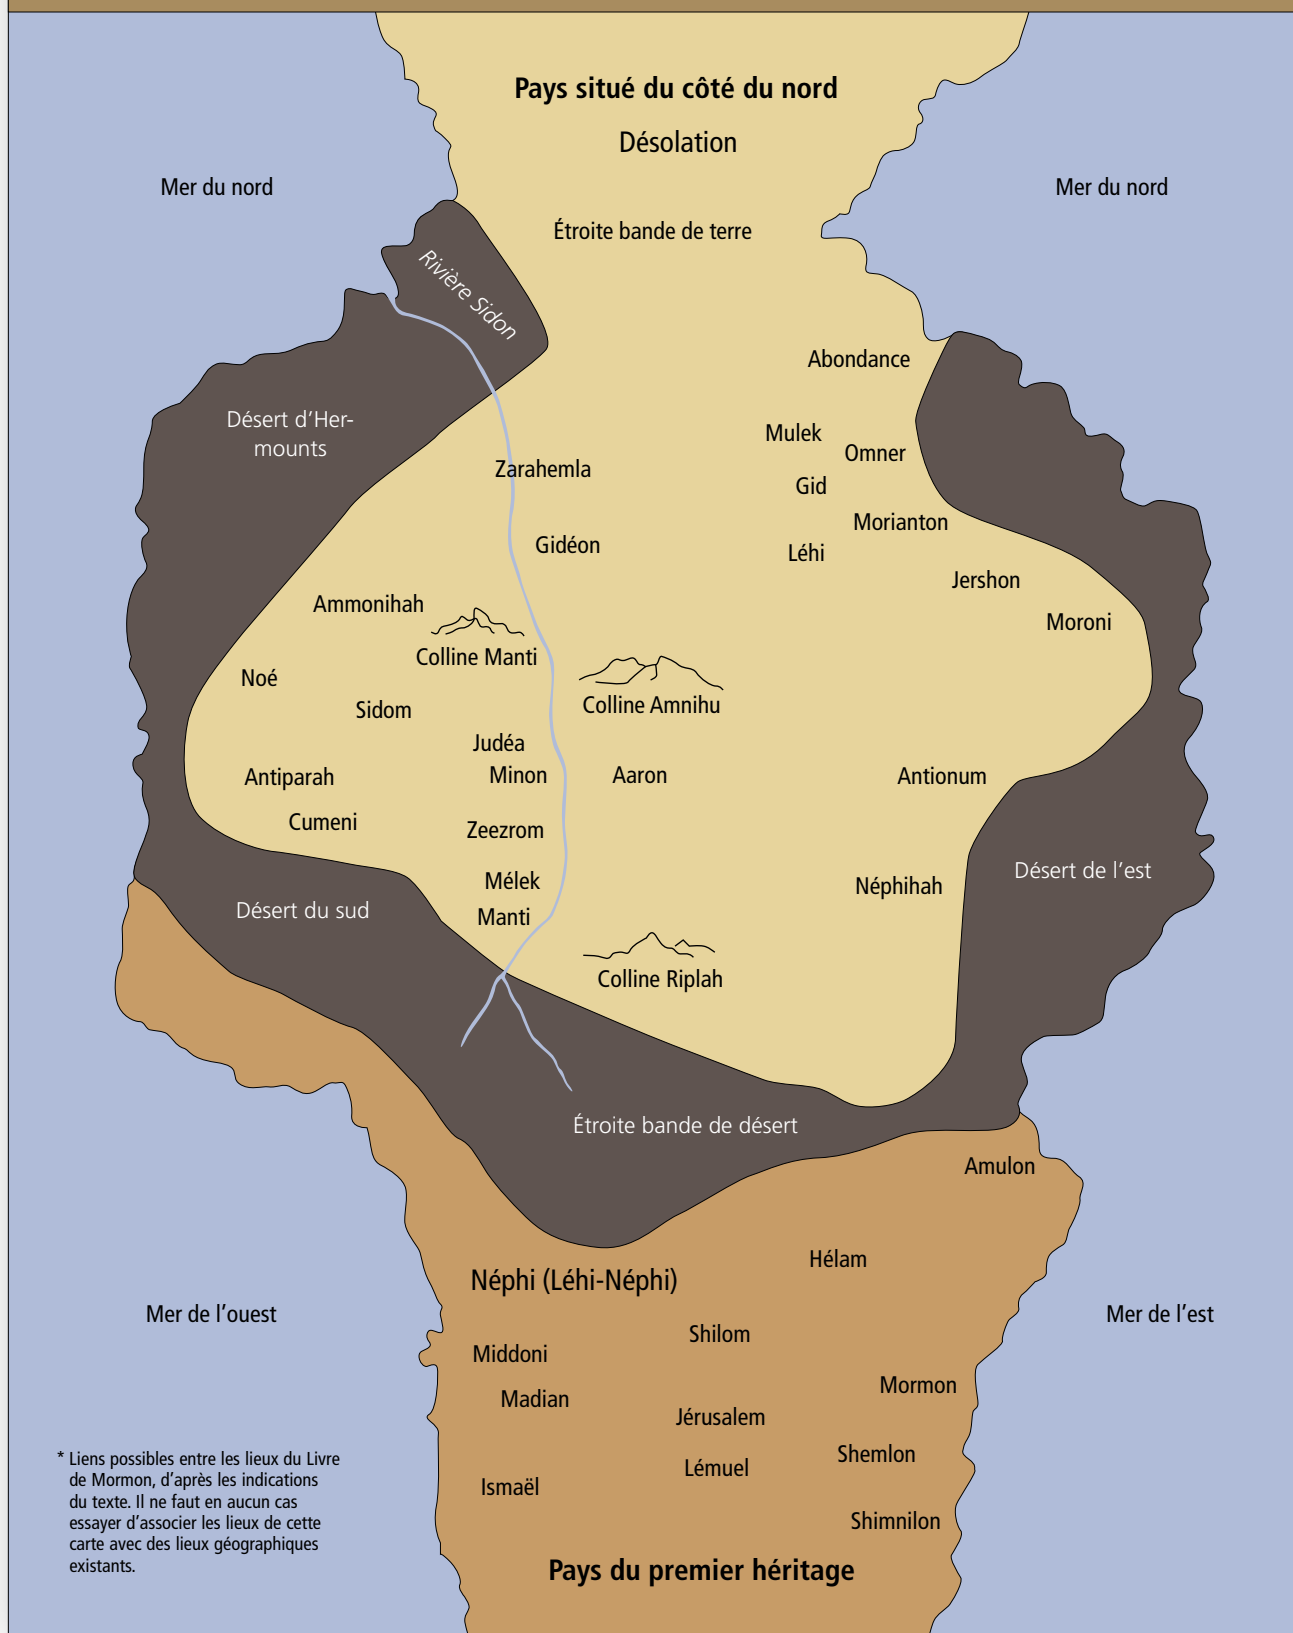 Pays situé du côté du nord
Désolation
Mer du nord
Mer du nord
Étroite bande de terre
Rivière Sidon
Abondance
Désert d'Her-
mounts
Mulek
Omner
Zarahemla
Gid
Morianton
Gidéon
Léhi
Jershon
Ammonihah
Moroni
Colline Manti
Noé
Colline Amnihu
Sidom
Judéa
Antiparah
Minon
Aaron
Antionum
Cumeni
Zeezrom
Désert de l'est
Mélek
Néphihah
Désert du sud
Manti
Colline Riplah
Étroite bande de désert
Amulon
Hélam
Néphi (Léhi-Néphi)
Mer de l'ouest
Mer de l'est
Shilom
Middoni
Mormon
Madian
Jérusalem
Shemlon
Lémuel
Ismaël
Shimnilon
* Liens possibles entre les lieux du Livre
de Mormon, d'après les indications
du texte. Il ne faut en aucun cas
essayer d'associer les lieux de cette
carte avec des lieux géographiques
existants.
Pays du premier héritage